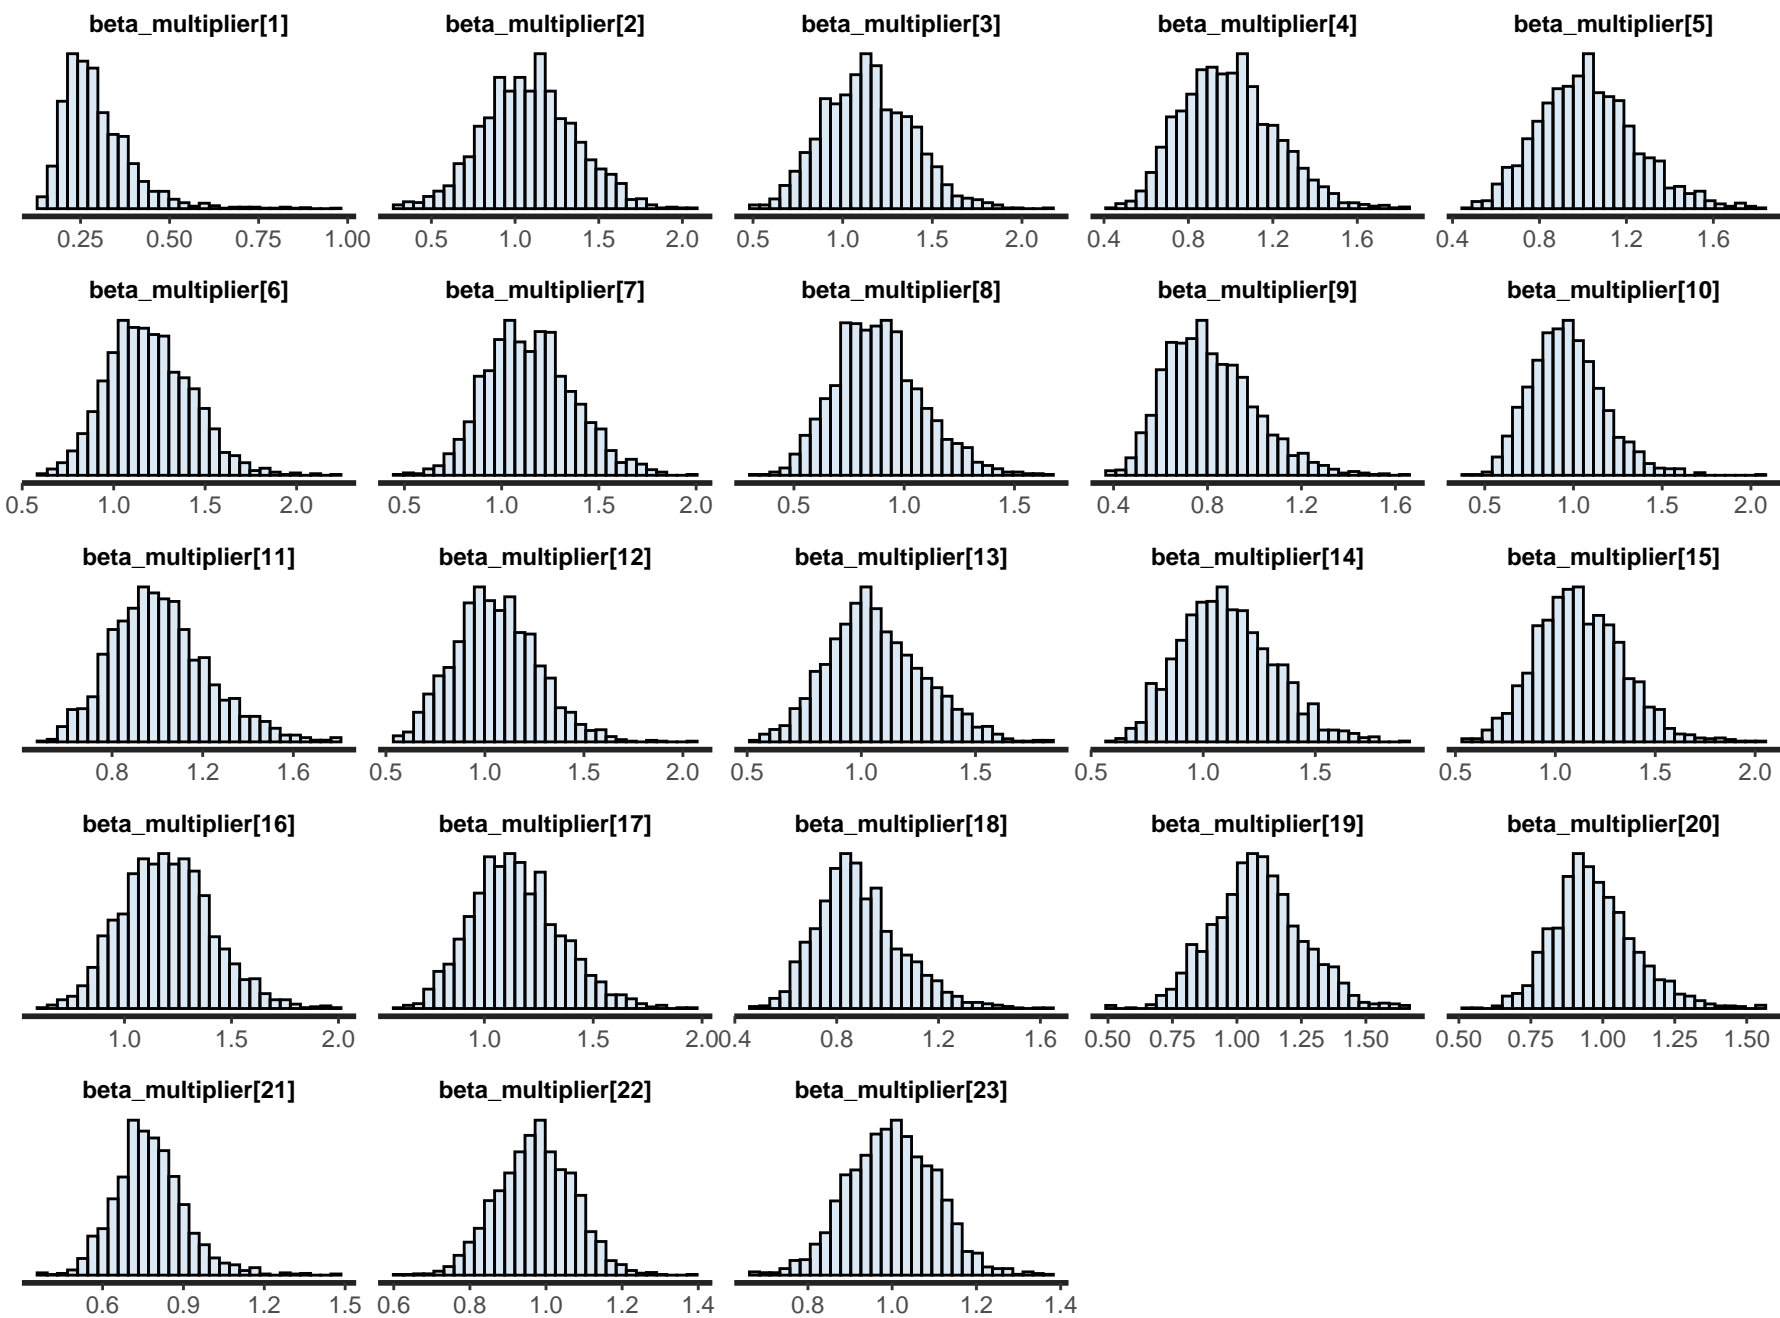 beta_multiplier[1] beta_multiplier[2] beta_multiplier[3] beta_multiplier[4] beta_multiplier[5]
0.25 0.50 0.75 1.00 0.5 1.0 1.5 2.0 0.5 1.0 1.5 2.0 0.4 0.8 1.2 1.6 0.4 0.8 1.2 1.6
beta_multiplier[6] beta_multiplier[7] beta_multiplier[8] beta_multiplier[9] beta_multiplier[10]
0.5 1.0 1.5 2.0 0.5 1.0 1.5 2.0 0.5 1.0 1.5 0.4 0.8 1.2 1.6 0.5 1.0 1.5 2.0
beta_multiplier[11] beta_multiplier[12] beta_multiplier[13] beta_multiplier[14] beta_multiplier[15]
0.8 1.2 1.6 0.5 1.0 1.5 2.0 0.5 1.0 1.5 0.5 1.0 1.5 0.5 1.0 1.5 2.0
beta_multiplier[16] beta_multiplier[17] beta_multiplier[18] beta_multiplier[19] beta_multiplier[20]
1.0 1.5 2.0 1.0 1.5 2.0 0.4 0.8 1.2 1.6 0.50 0.75 1.00 1.25 1.50 0.50 0.75 1.00 1.25 1.50
beta_multiplier[21] beta_multiplier[22] beta_multiplier[23]
0.6 0.9 1.2 1.5 0.6 0.8 1.0 1.2 1.4 0.8 1.0 1.2 1.4